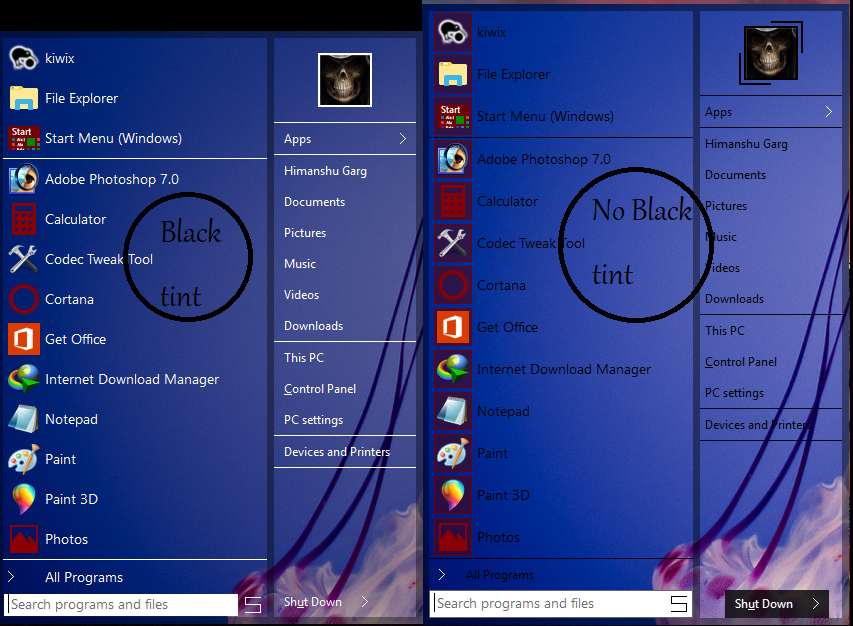 kiwix
File Explorer
Start
Start Menu (Windows)
Adobe Photoshop 7.0
Calculator
Codec Tweak Tool
Cortana
Get Office
Internet Download Manager
Notepad
Paint
Paint 3D
Photos
All Programs
Search programs and files
Black
tint
Apps
Himanshu Garg
Documents
Pictures
Music
Videos
Downloads
This PC
Control Panel
PC settings
Devices and Printers
Shut Down
kiwix
File Explorer
Start
Start Menu (Windows)
Adobe Photoshop 7.0
Calculator
Codec Tweak Tool
Cortana
Get Office
Internet Download Manager
Notepad
Paint
Paint 3D
Photos
All Programs
Search programs and files
No Black
tint
Apps
Himanshu Garg
Documents
Pictures
Music
Videos
Downloads
This PC
Control Panel
PC settings
Devices and Printers
Shut Down